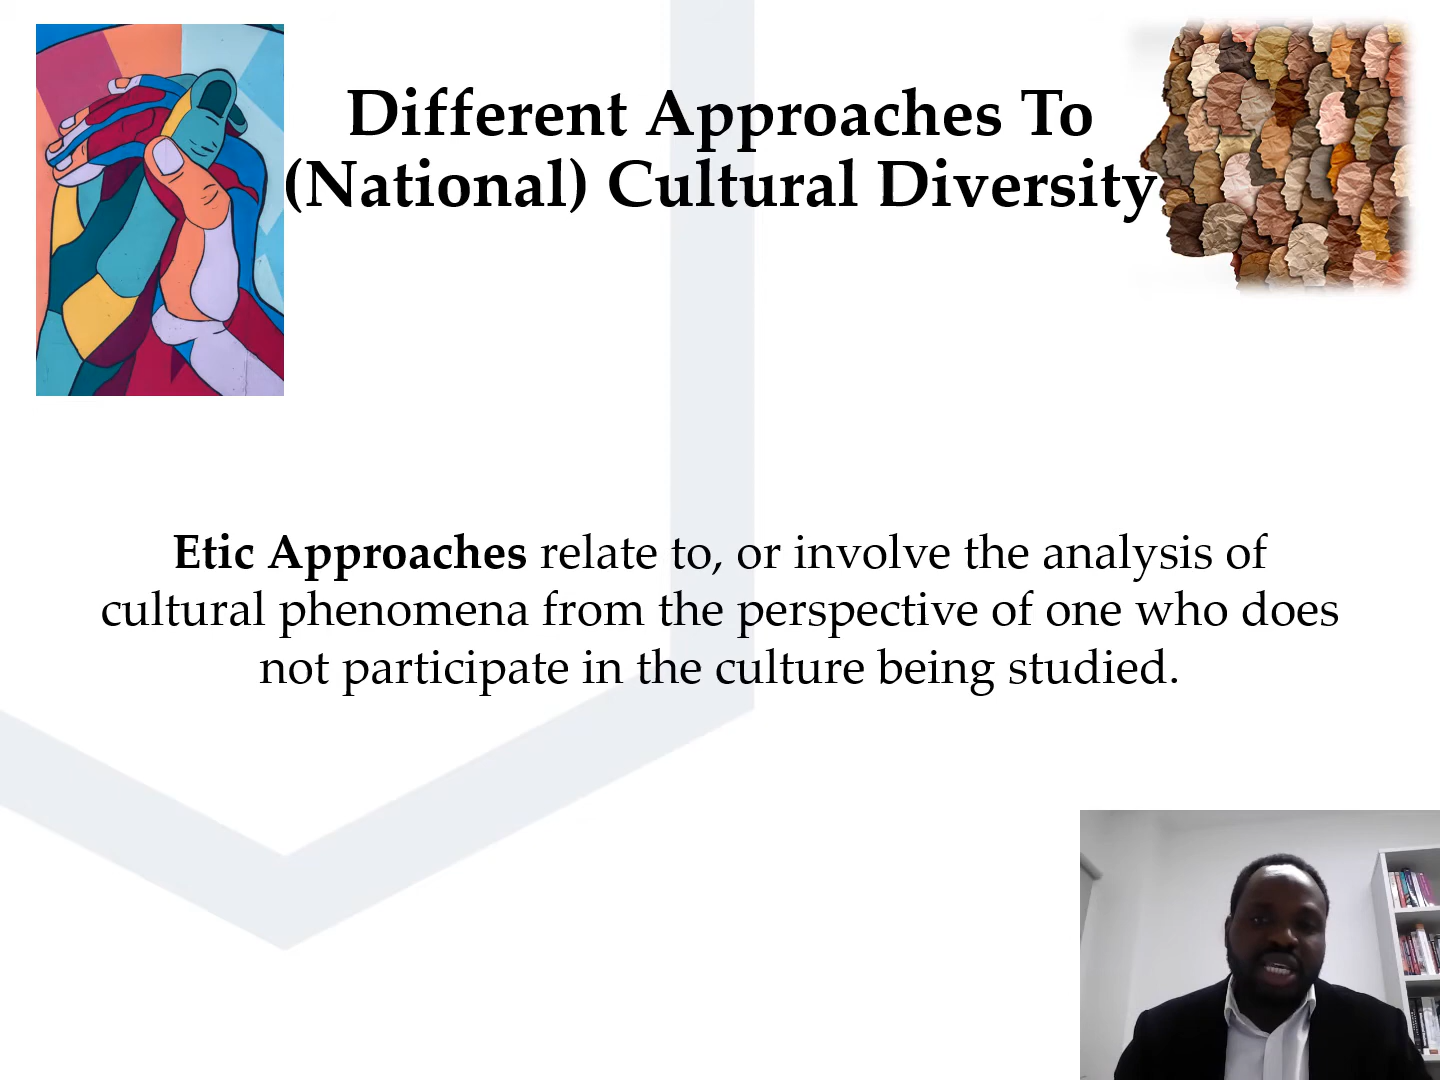 Different Approaches To
(National) Cultural Diversity
Etic Approaches relate to, or involve the analysis of
cultural phenomena from the perspective of one who does
not participate in the culture being studied.